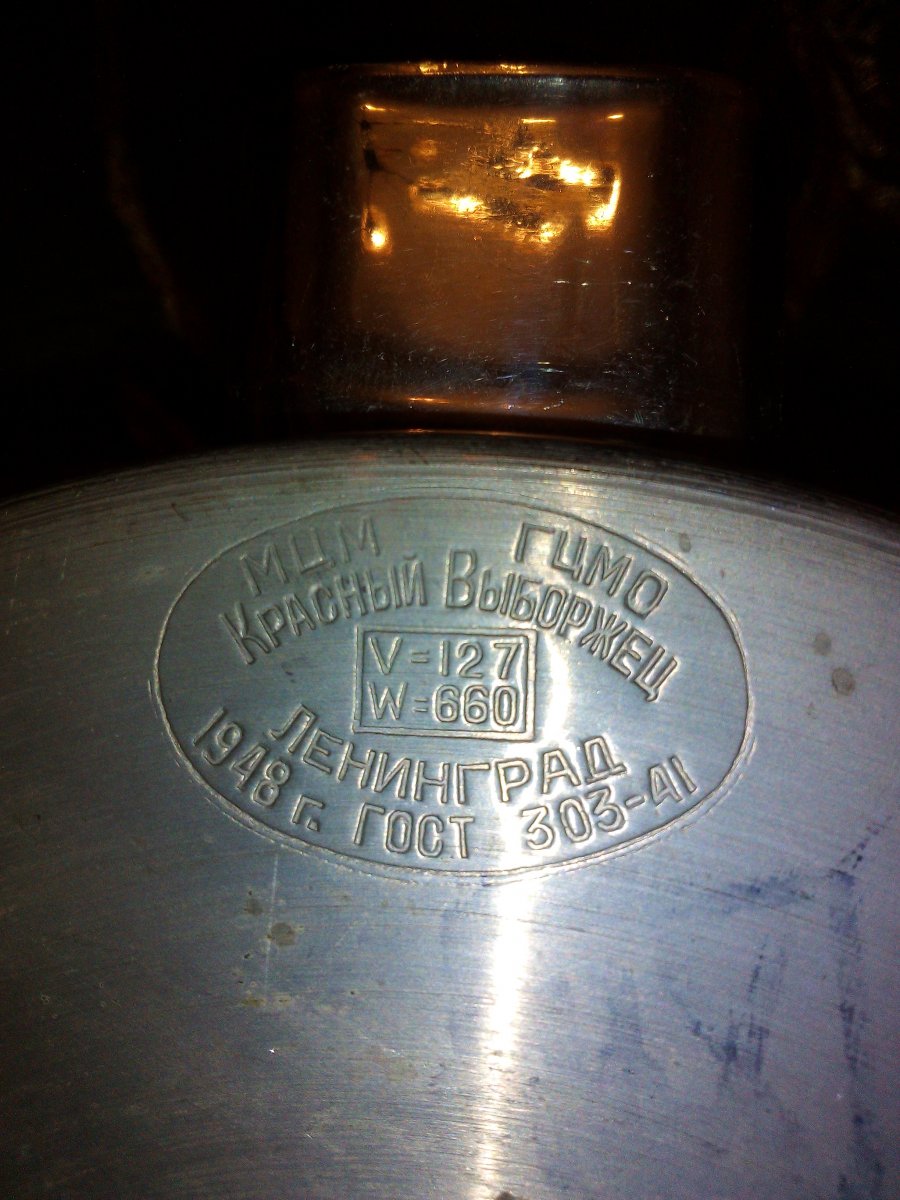 МЦМ ГЦМО
КРАСНЫЙ ВЫБОРЖЕЦ
V=127
W=660
ЛЕНИНГРАД
1948 г. ГОСТ 303-41